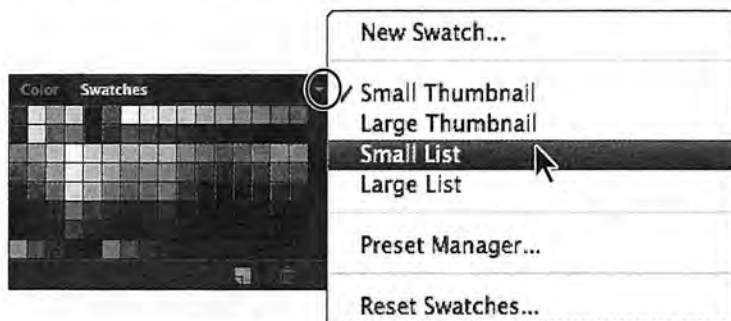 Color Swatches
New Swatch...
Small Thumbnail
Large Thumbnail
Small List
Large List
Preset Manager...
Reset Swatches...